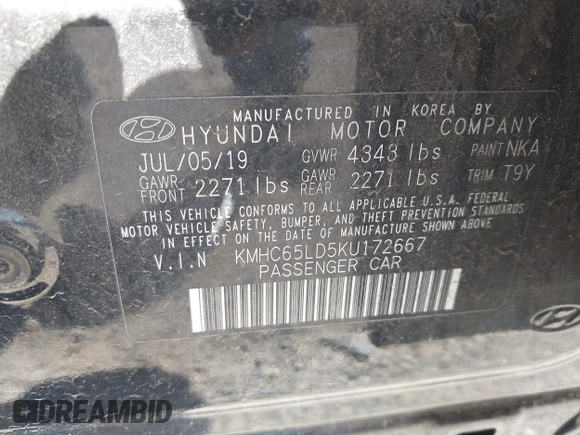 MANUFACTURED IN KOREA BY
HYUNDAI MOTOR COMPANY
JUL/05/19 GVWR 4343 lbs PAINT NKA
GAWR-FRONT 2271 lbs GAWR REAR 2271 lbs TRIM T9Y
THIS VEHICLE CONFORMS TO ALL APPLICABLE U.S.A. FEDERAL
MOTOR VEHICLE SAFETY, BUMPER, AND THEFT PREVENTION STANDARDS
IN EFFECT ON THE DATE OF MANUFACTURE SHOWN ABOVE
V.I.N KMHC65LD5KU172667
PASSENGER CAR
DREAMBID